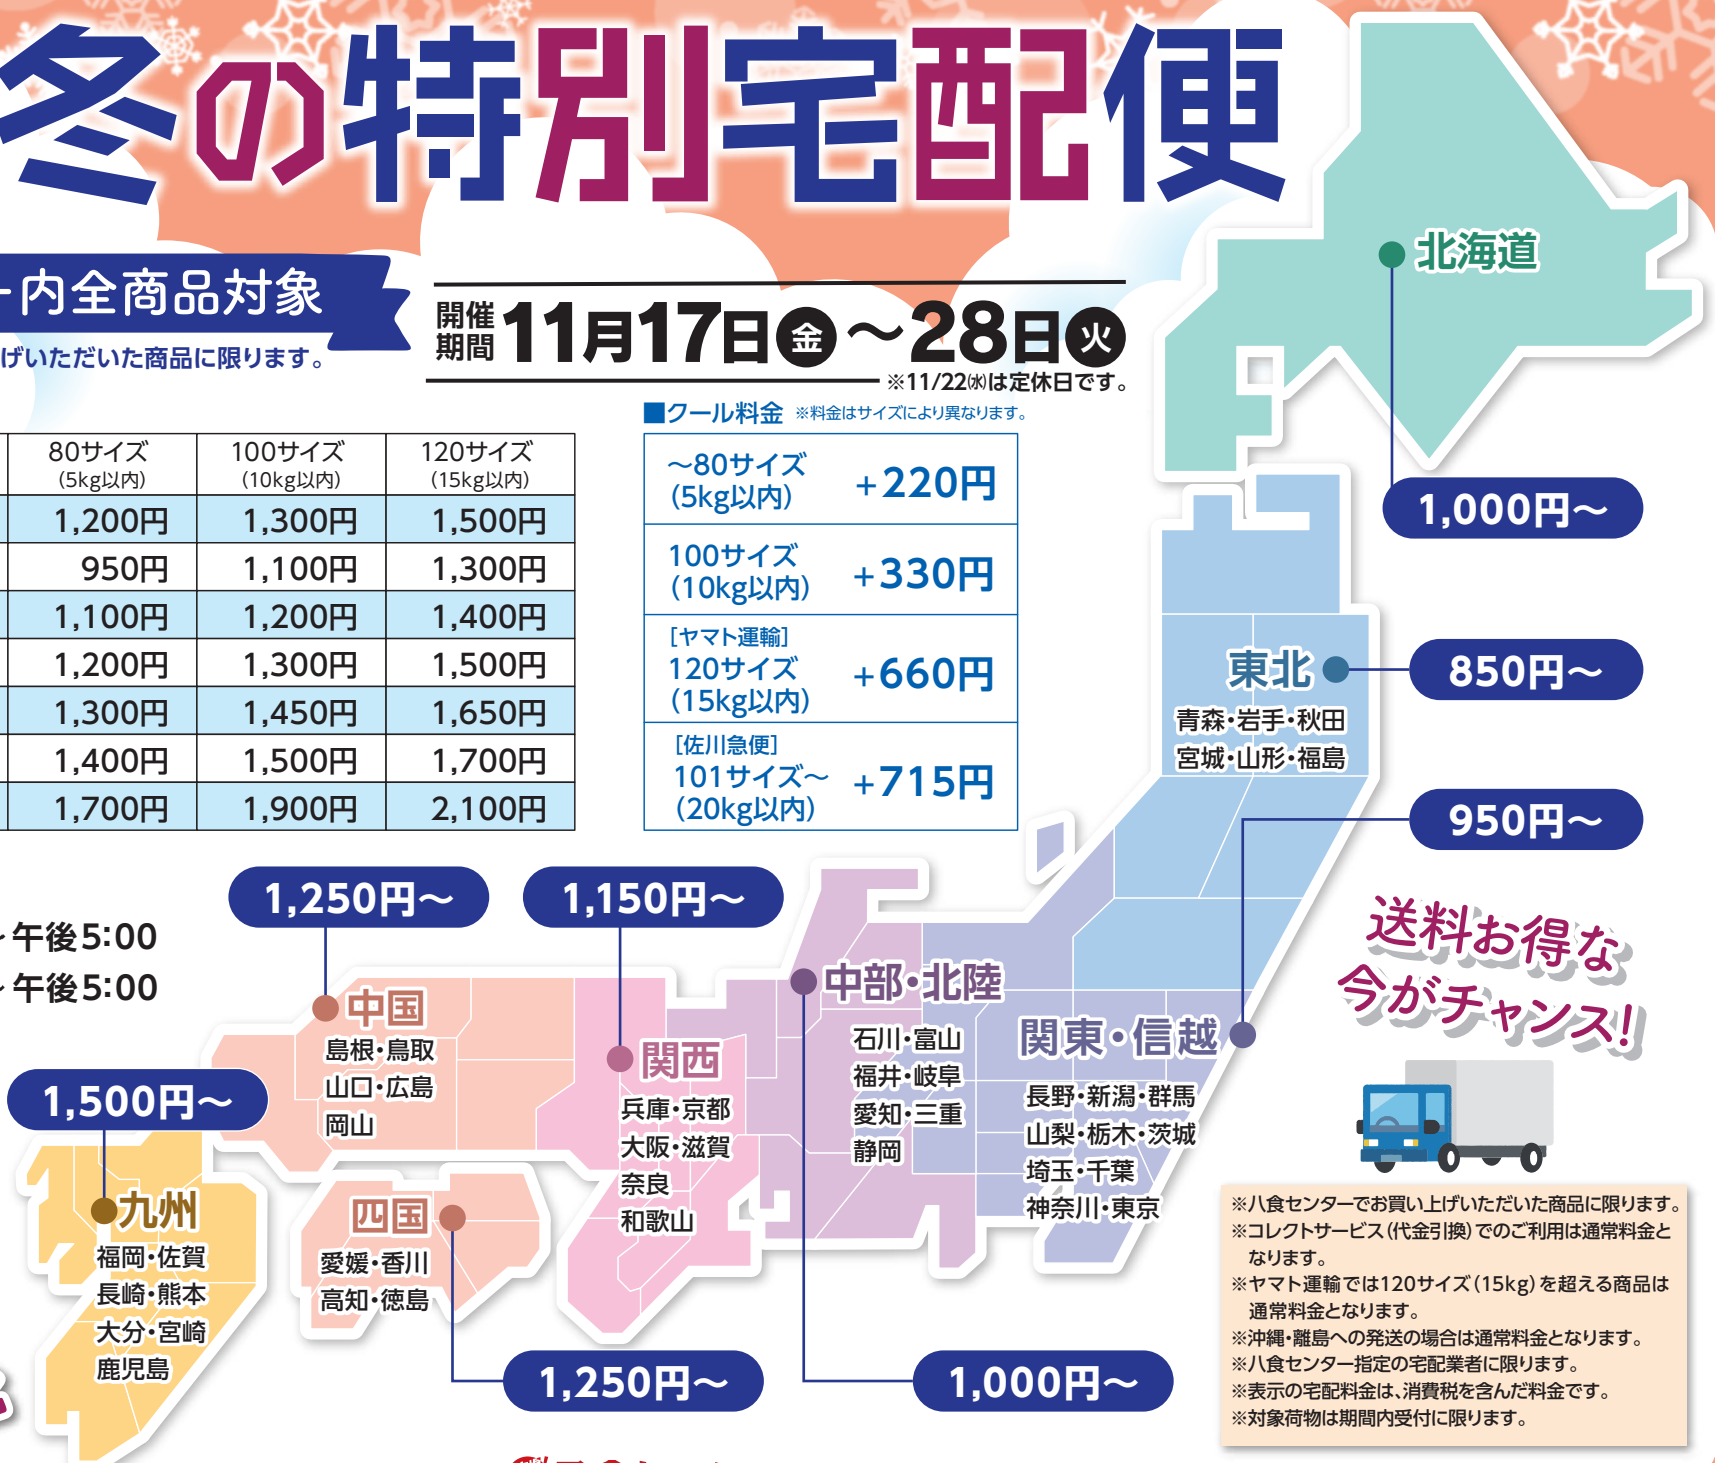 冬の特別宅配便
ー内全商品対象
げいただいた商品に限ります。
開催期間 11月17日㊎～28日㊋
※11/22㈬は定休日です。
80サイズ (5kg以内) 100サイズ (10kg以内) 120サイズ (15kg以内)
1,200円 1,300円 1,500円
950円 1,100円 1,300円
1,100円 1,200円 1,400円
1,200円 1,300円 1,500円
1,300円 1,450円 1,650円
1,400円 1,500円 1,700円
1,700円 1,900円 2,100円
■クール料金 ※料金はサイズにより異なります。
～80サイズ
(5kg以内) +220円
100サイズ
(10kg以内) +330円
[ヤマト運輸]
120サイズ
(15kg以内) +660円
[佐川急便]
101サイズ～
(20kg以内) +715円
北海道
1,000円～
東北
青森・岩手・秋田
宮城・山形・福島
850円～
950円～
関東・信越
長野・新潟・群馬
山梨・栃木・茨城
埼玉・千葉
神奈川・東京
中部・北陸
石川・富山
福井・岐阜
愛知・三重
静岡
1,000円～
1,150円～
関西
兵庫・京都
大阪・滋賀
奈良
和歌山
1,250円～
中国
島根・鳥取
山口・広島
岡山
四国
愛媛・香川
高知・徳島
1,250円～
1,500円～
九州
福岡・佐賀
長崎・熊本
大分・宮崎
鹿児島
～午後5:00
～午後5:00
送料お得な
今がチャンス!
※八食センターでお買い上げいただいた商品に限ります。
※コレクトサービス(代金引換)でのご利用は通常料金と
なります。
※ヤマト運輸では120サイズ(15kg)を超える商品は
通常料金となります。
※沖縄・離島への発送の場合は通常料金となります。
※八食センター指定の宅配業者に限ります。
※表示の宅配料金は、消費税を含んだ料金です。
※対象荷物は期間内受付に限ります。